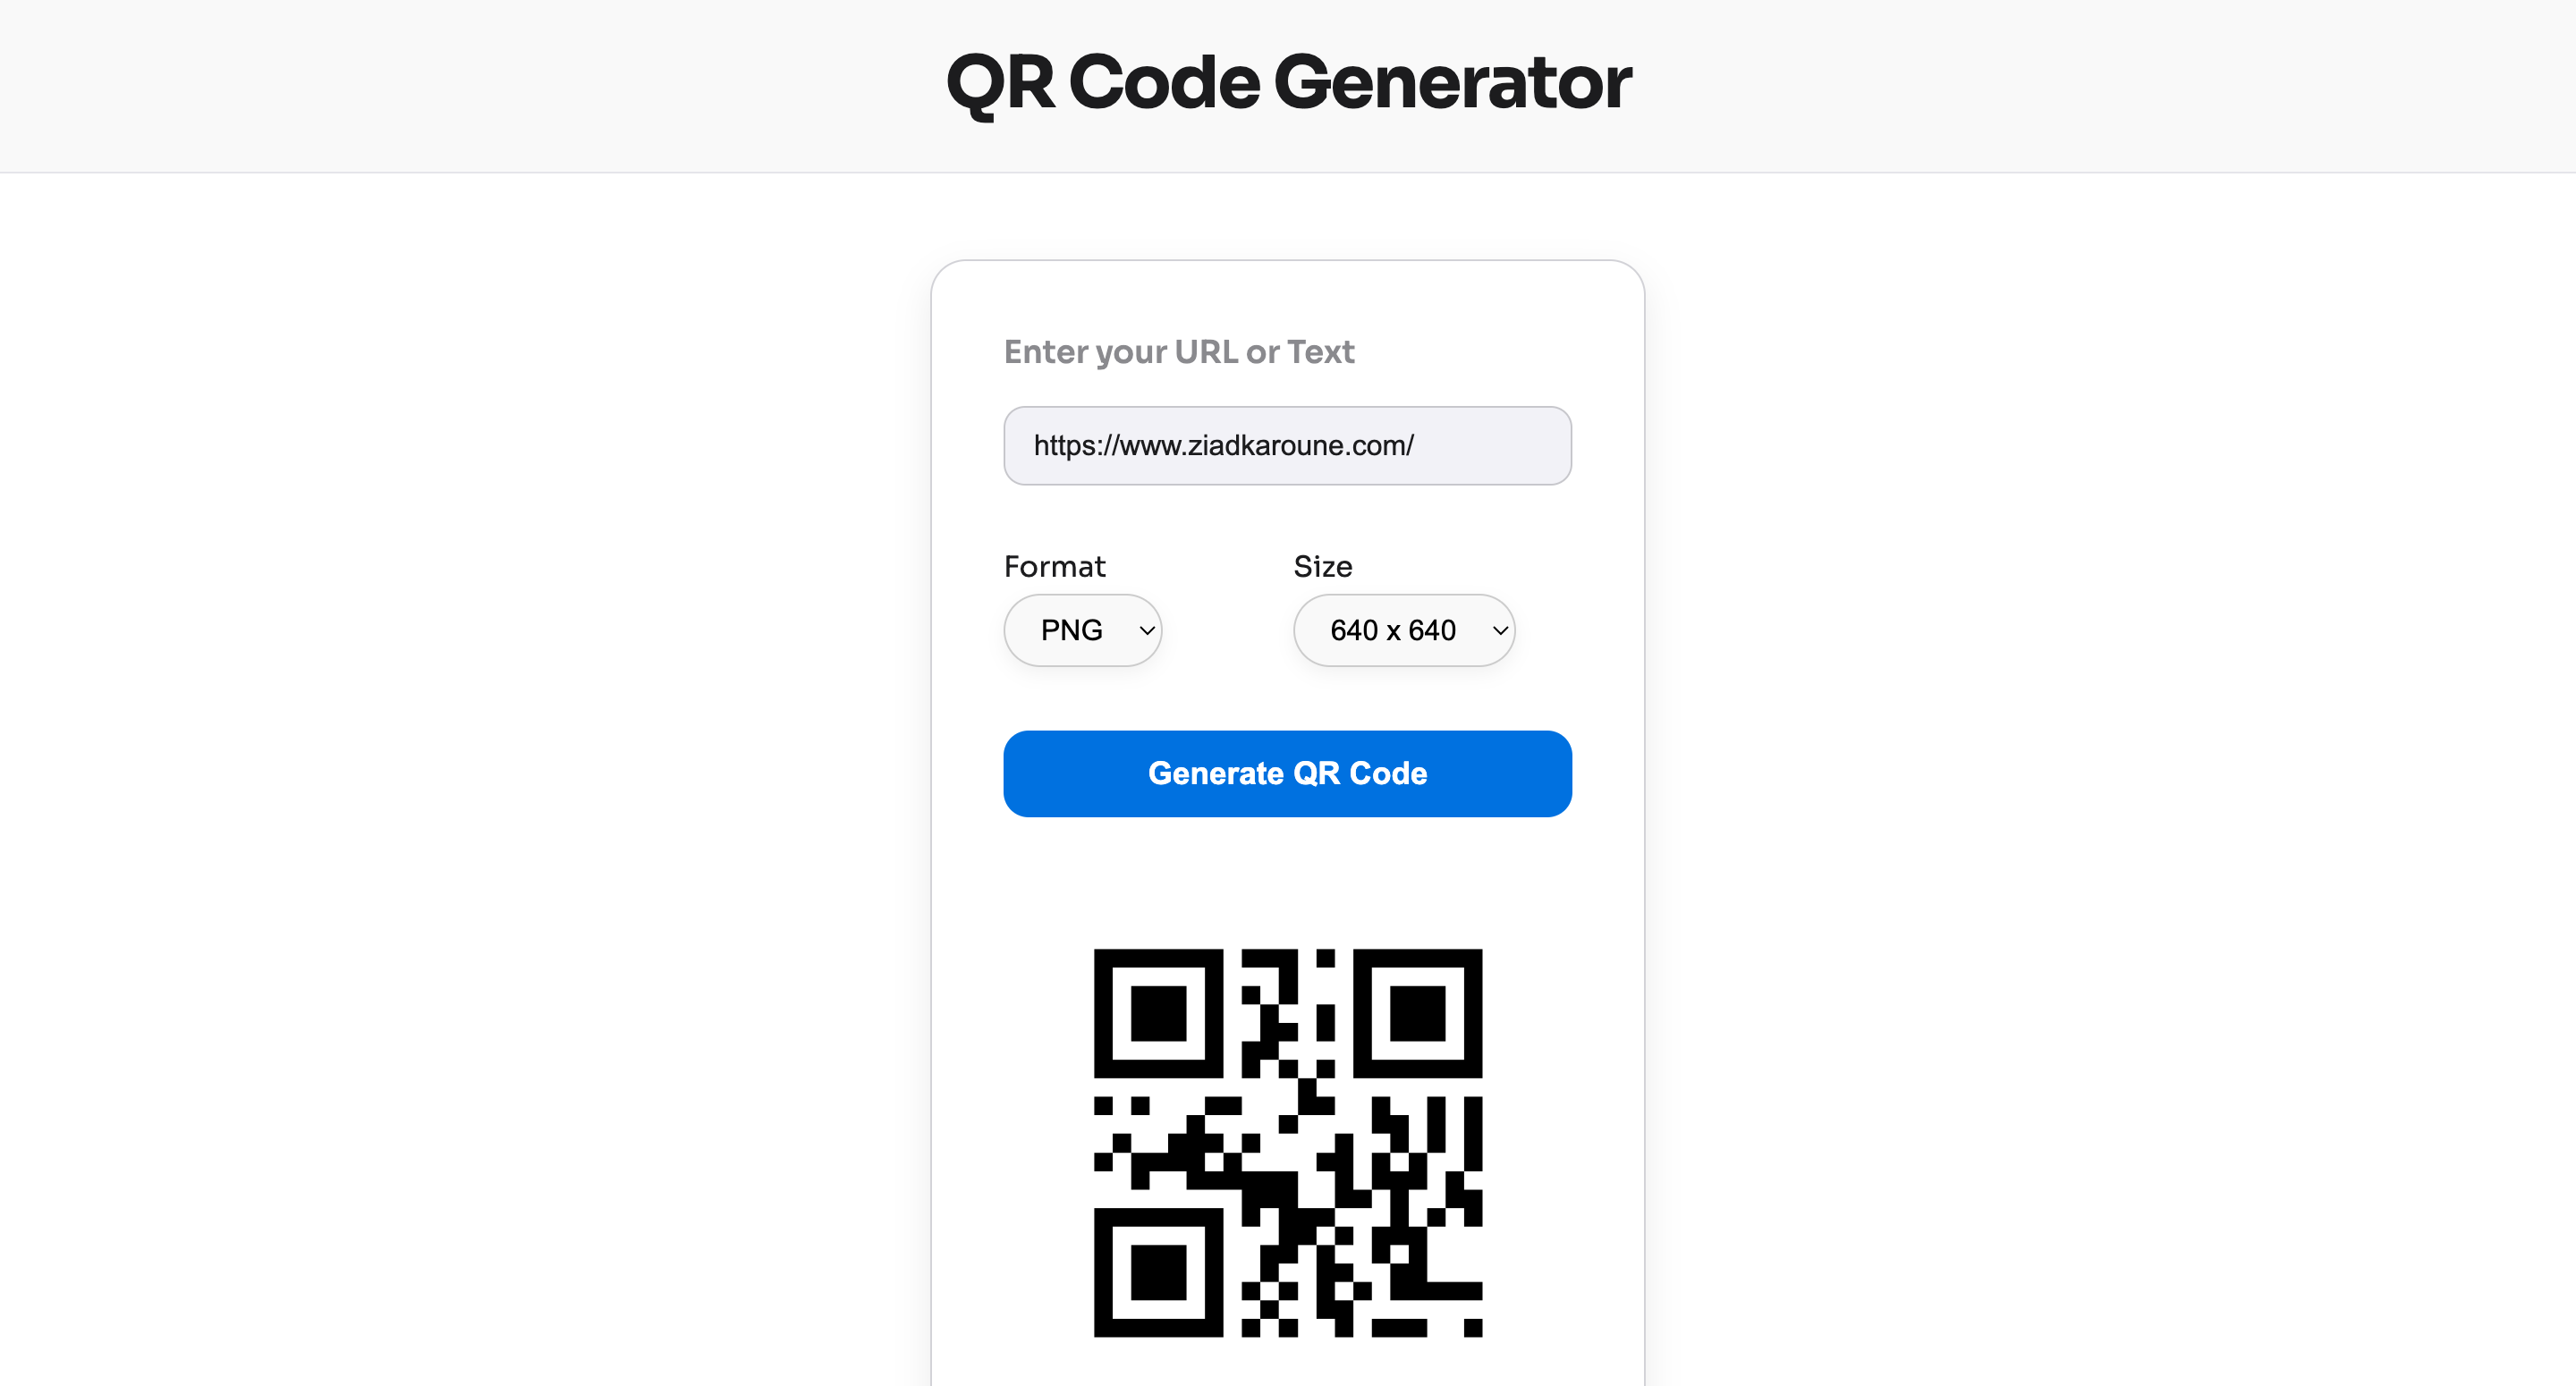 QR Code Generator
Enter your URL or Text
https://www.ziadkaroune.com/
Format
Size
PNG
640 x 640
Generate QR Code